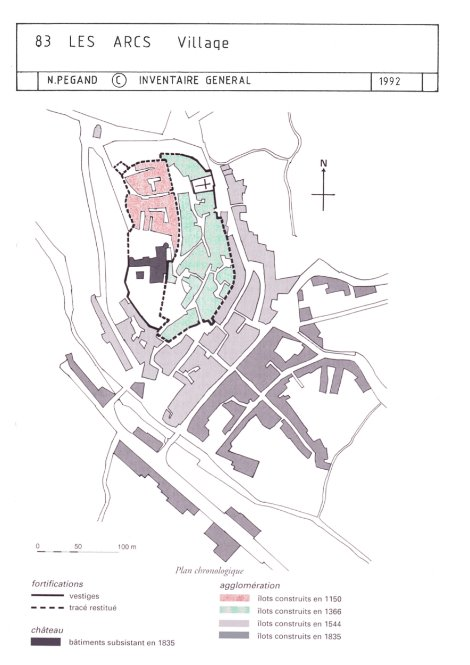 83 LES ARCS Village
N.PEGAND © INVENTAIRE GENERAL 1992
N
0 50 100 m
Plan chronologique
fortifications
vestiges
tracé restitué
château
bâtiments subsistant en 1835
agglomération
îlots construits en 1150
îlots construits en 1366
îlots construits en 1544
îlots construits en 1835